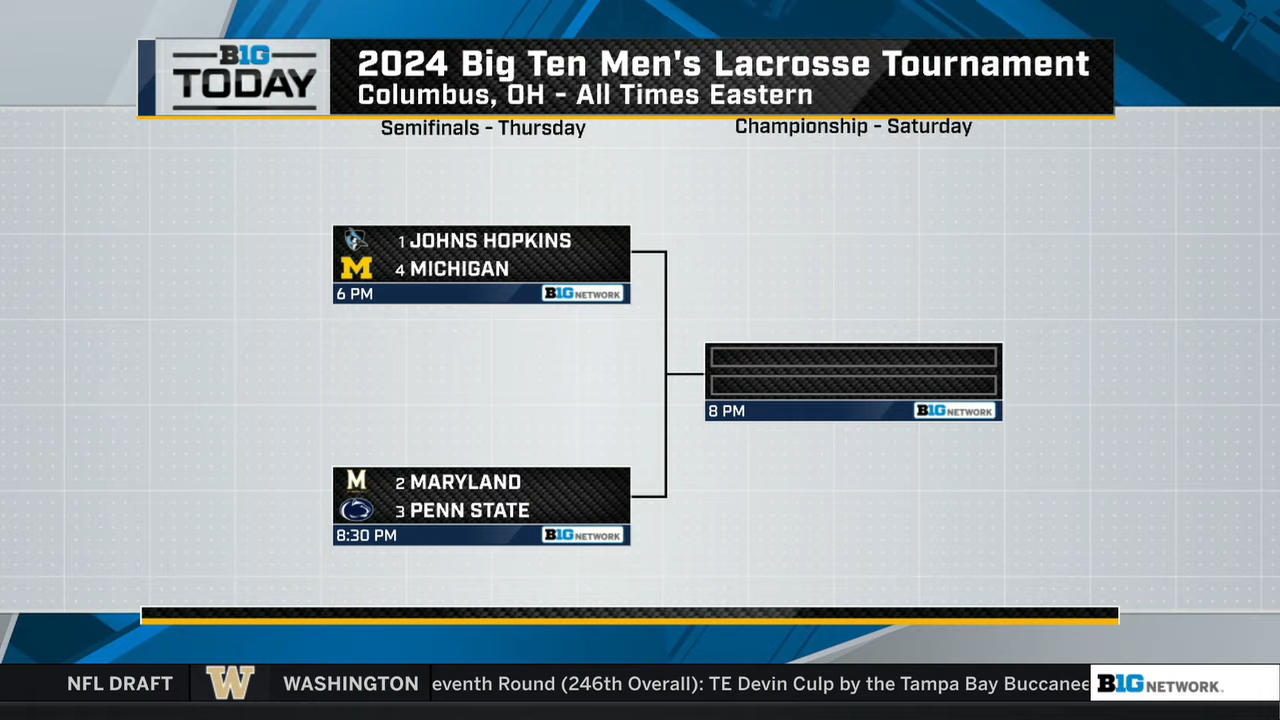 B1G
TODAY
2024 Big Ten Men's Lacrosse Tournament
Columbus, OH - All Times Eastern
Semifinals - Thursday
Championship - Saturday
1 JOHNS HOPKINS
M 4 MICHIGAN
6 PM B1G NETWORK
8 PM B1G NETWORK
M 2 MARYLAND
3 PENN STATE
8:30 PM B1G NETWORK
NFL DRAFT W WASHINGTON eventh Round (246th Overall): TE Devin Culp by the Tampa Bay Buccanee B1G NETWORK.